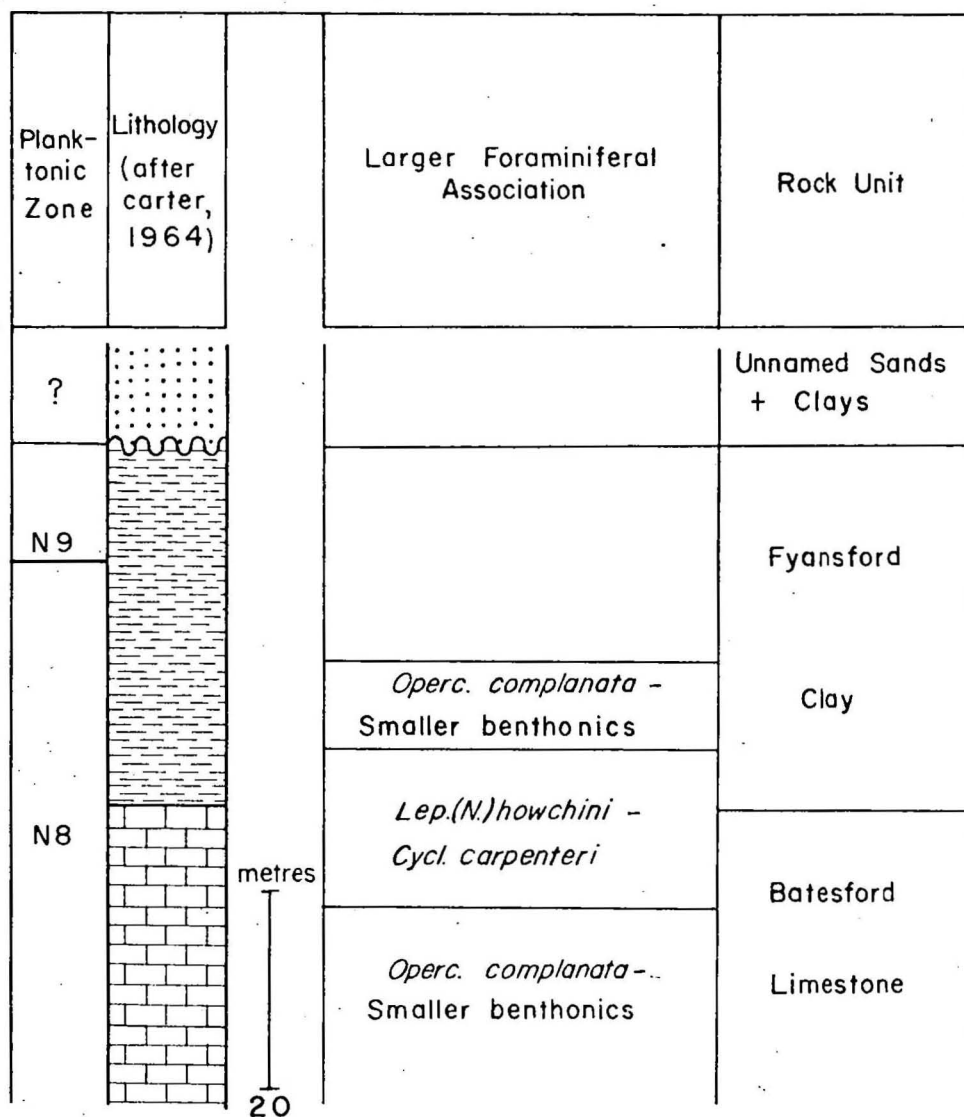 Plank-
tonic
Zone
Lithology
(after
carter,
1964)
Larger Foraminiferal
Association
Rock Unit
?
Unnamed Sands
+ Clays
N9
Fyansford
Operc. complanata -
Smaller benthonics
Clay
Lep.(N.) howchini -
Cycl. carpenteri
N8
metres
Batesford
Operc. complanata -
Smaller benthonics
Limestone
20